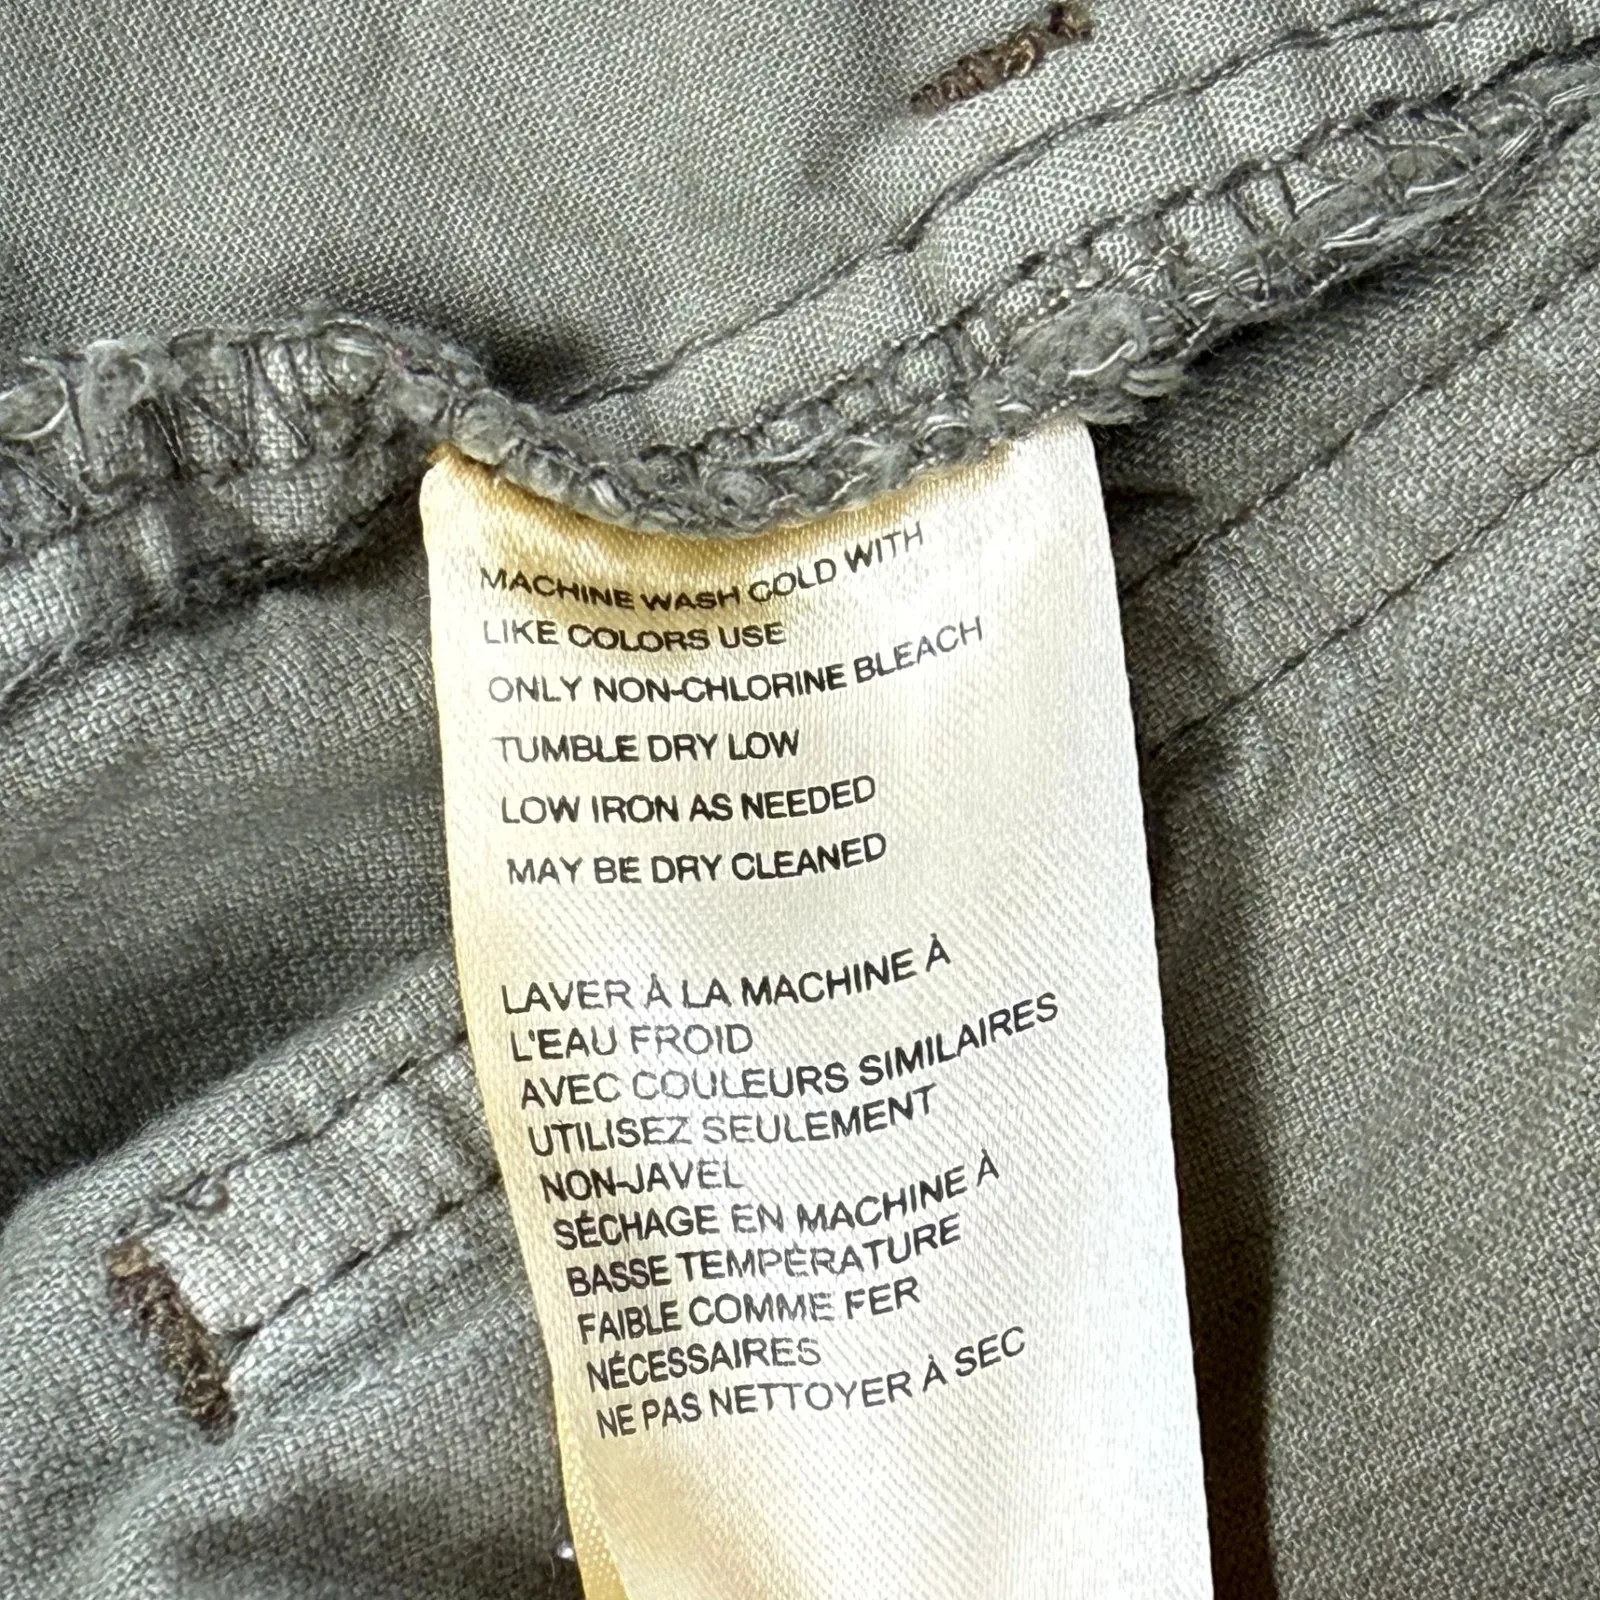 MACHINE WASH COLD WITH
LIKE COLORS USE
ONLY NON-CHLORINE BLEACH
TUMBLE DRY LOW
LOW IRON AS NEEDED
MAY BE DRY CLEANED
LAVER À LA MACHINE À
L'EAU FROID
AVEC COULEURS SIMILAIRES
UTILISEZ SEULEMENT
NON-JAVEL
SÉCHAGE EN MACHINE À
BASSE TEMPÉRATURE
FAIBLE COMME FER
NÉCESSAIRES
NE PAS NETTOYER À SEC